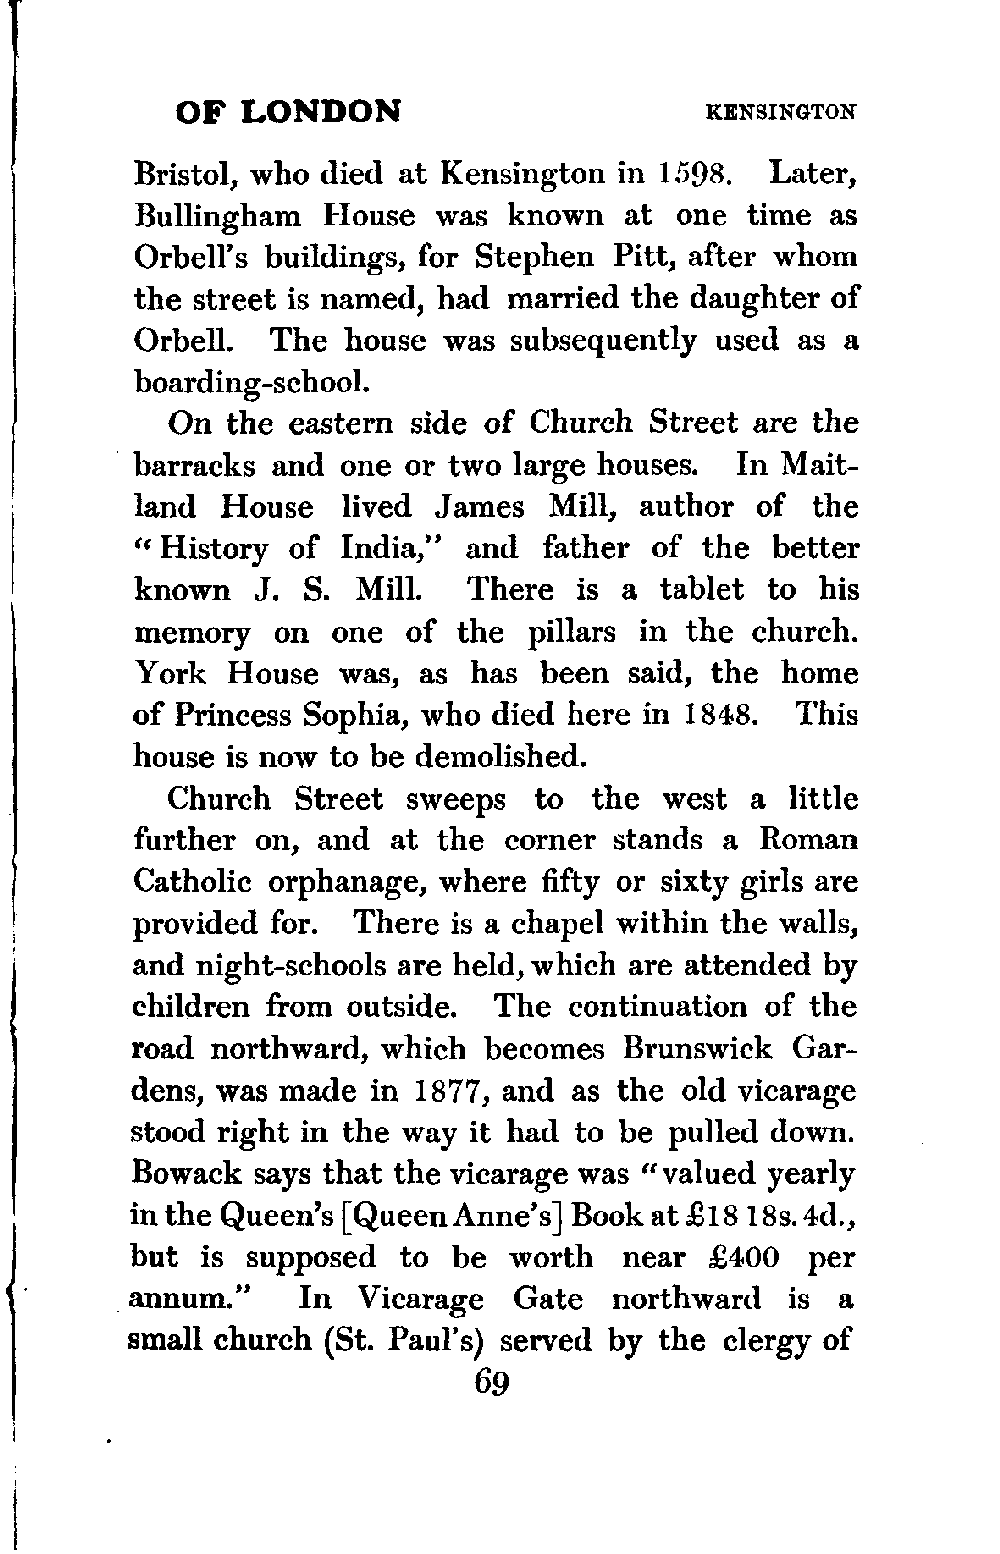 OF LONDON KENSINGTON
Bristol, who died at Kensington in 1598. Later,
Bullingham House was known at one time as
Orbell's buildings, for Stephen Pitt, after whom
the street is named, had married the daughter of
Orbell. The house was subsequently used as a
boarding-school.
On the eastern side of Church Street are the
barracks and one or two large houses. In Mait-
land House lived James Mill, author of the
"History of India," and father of the better
known J. S. Mill. There is a tablet to his
memory on one of the pillars in the church.
York House was, as has been said, the home
of Princess Sophia, who died here in 1848. This
house is now to be demolished.
Church Street sweeps to the west a little
further on, and at the corner stands a Roman
Catholic orphanage, where fifty or sixty girls are
provided for. There is a chapel within the walls,
and night-schools are held, which are attended by
children from outside. The continuation of the
road northward, which becomes Brunswick Gar-
dens, was made in 1877, and as the old vicarage
stood right in the way it had to be pulled down.
Bowack says that the vicarage was "valued yearly
in the Queen's [Queen Anne's] Book at £18 18s. 4d.,
but is supposed to be worth near £400 per
annum." In Vicarage Gate northward is a
small church (St. Paul's) served by the clergy of
69